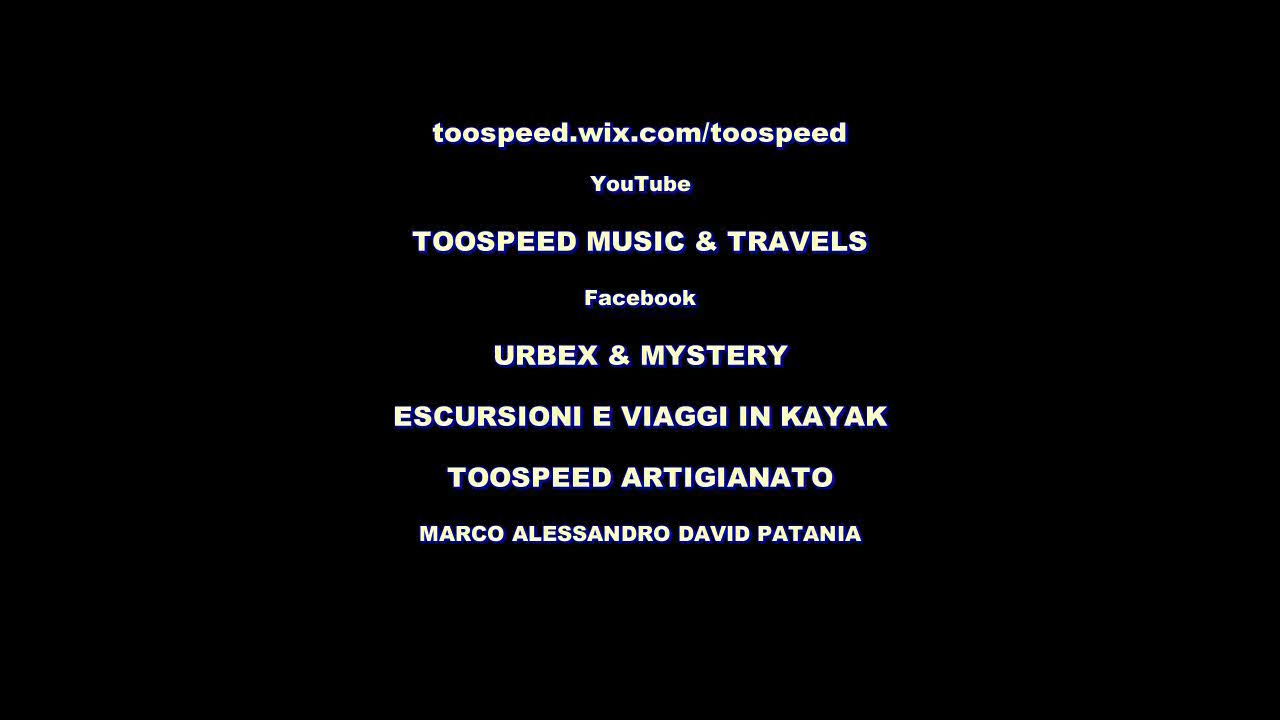 toospeed.wix.com/toospeed
YouTube
TOOSPEED MUSIC & TRAVELS
Facebook
URBEX & MYSTERY
ESCURSIONI E VIAGGI IN KAYAK
TOOSPEED ARTIGIANATO
MARCO ALESSANDRO DAVID PATANIA